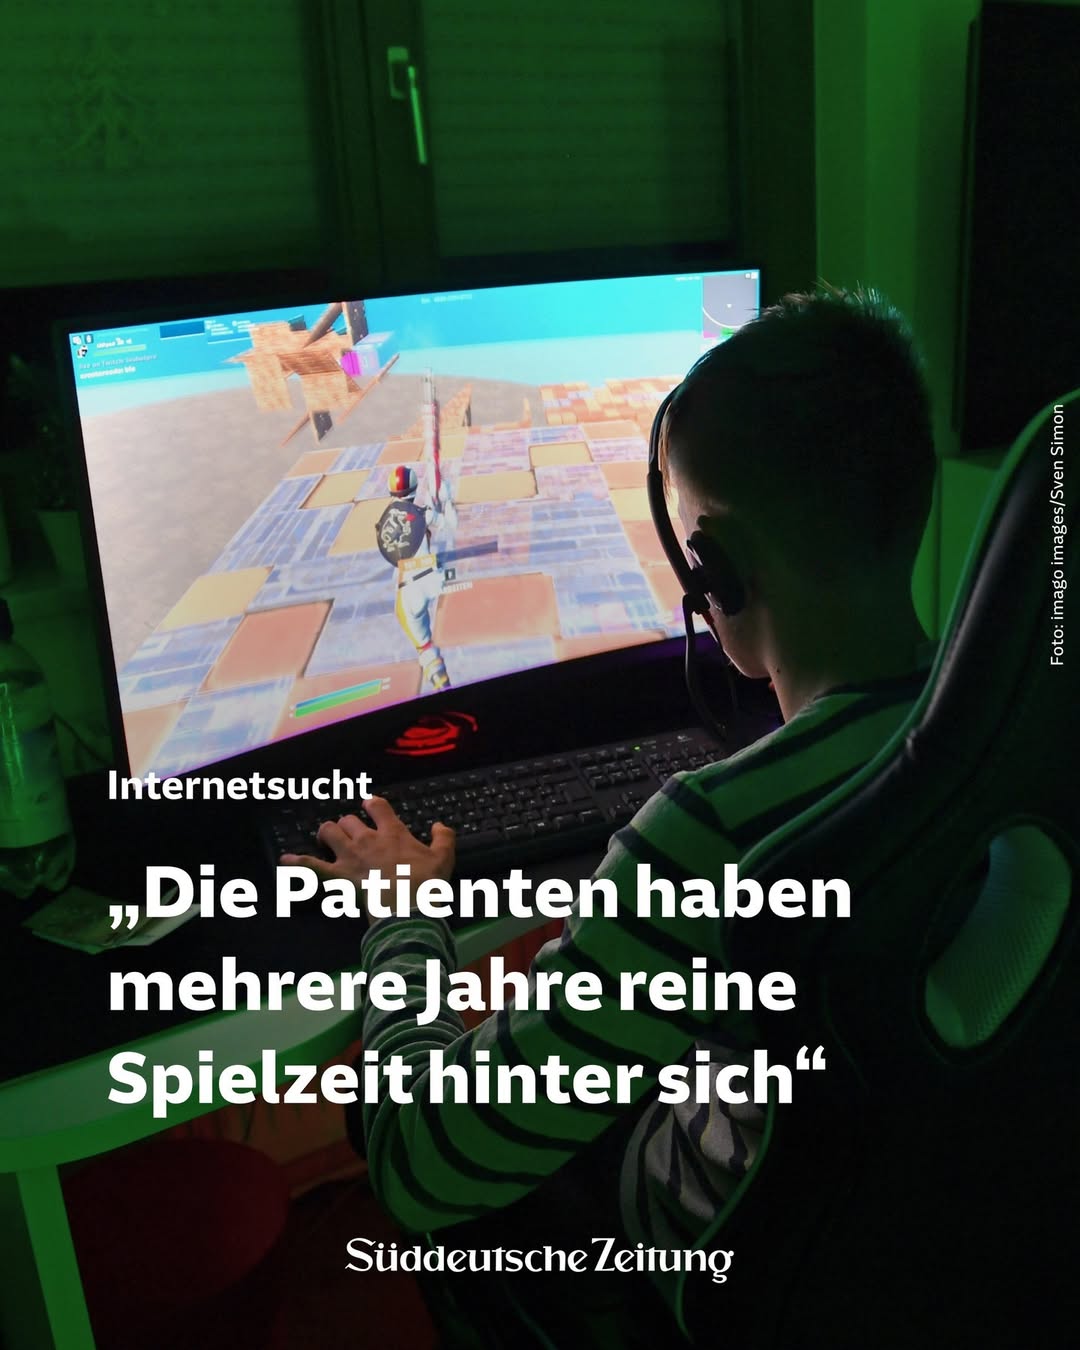 Internetsucht
„Die Patienten haben
mehrere Jahre reine
Spielzeit hinter sich“
Süddeutsche Zeitung
Foto: imago images/Sven Simon